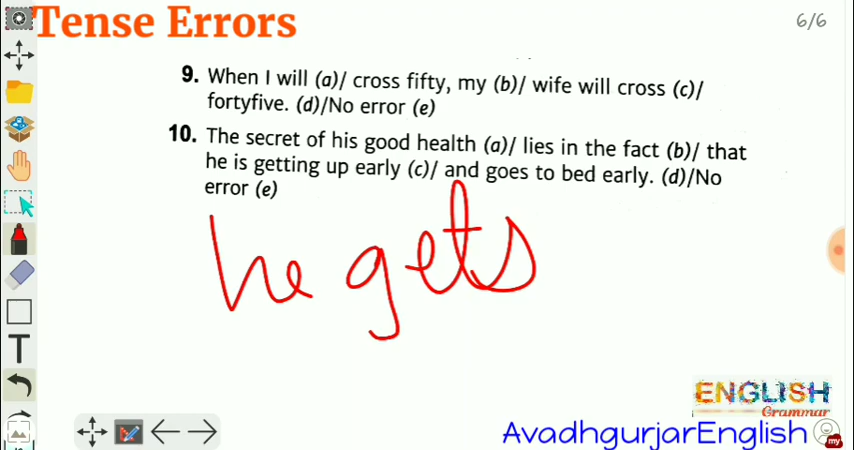 Tense Errors
6/6
9. When I will (a)/ cross fifty, my (b)/ wife will cross (c)/
fortyfive. (d)/No error (e)
10. The secret of his good health (a)/ lies in the fact (b)/ that
he is getting up early (c)/ and goes to bed early. (d)/No
error (e)
he gets
T
ENGLISH
Grammar
AvadhgurjarEnglish
my